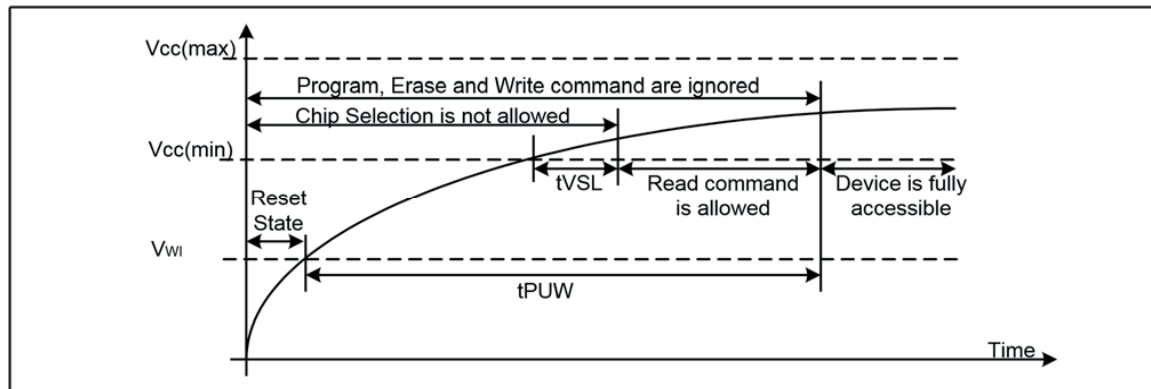 Vcc(max)
Program, Erase and Write command are ignored
Chip Selection is not allowed
Vcc(min)
tVSL
Read command
is allowed
Device is fully
accessible
Reset
State
VWI
tPUW
Time